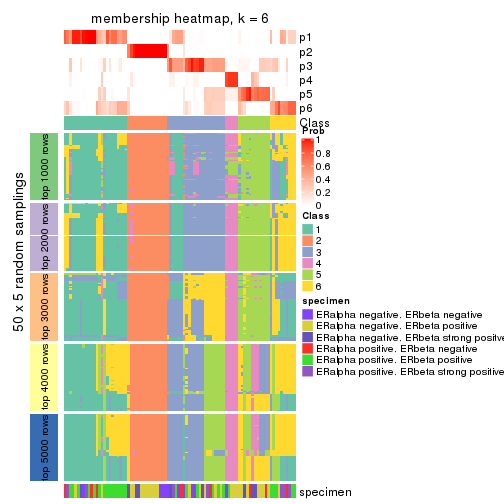 membership heatmap, k = 6
p1
p2
p3
p4
p5
p6
Class
50 x 5 random samplings
top 1000 rows
top 2000 rows
top 3000 rows
top 4000 rows
top 5000 rows
specimen
Prob
1
0.8
0.6
0.4
0.2
0
Class
1
2
3
4
5
6
specimen
ERalpha negative. ERbeta negative
ERalpha negative. ERbeta positive
ERalpha negative. ERbeta strong positive
ERalpha positive. ERbeta negative
ERalpha positive. ERbeta positive
ERalpha positive. ERbeta strong positive